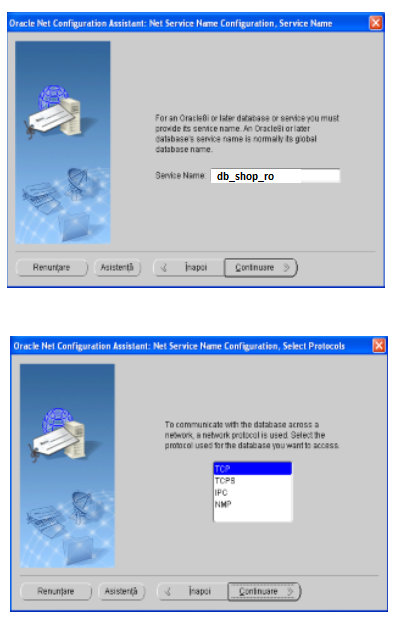 Oracle Net Configuration Assistant: Net Service Name Configuration, Service Name
For an Oracle8i or later database or service you must
provide its service name. An Oracle8i or later
database's service name is normally its global
database name.
Service Name: db_shop_ro
Renunţare Asistenţă Înapoi Continuare
Oracle Net Configuration Assistant: Net Service Name Configuration, Select Protocols
To communicate with the database across a
network, a network protocol is used. Select the
protocol used for the database you want to access.
TCP
TCPS
IPC
NMP
Renunţare Asistenţă Înapoi Continuare